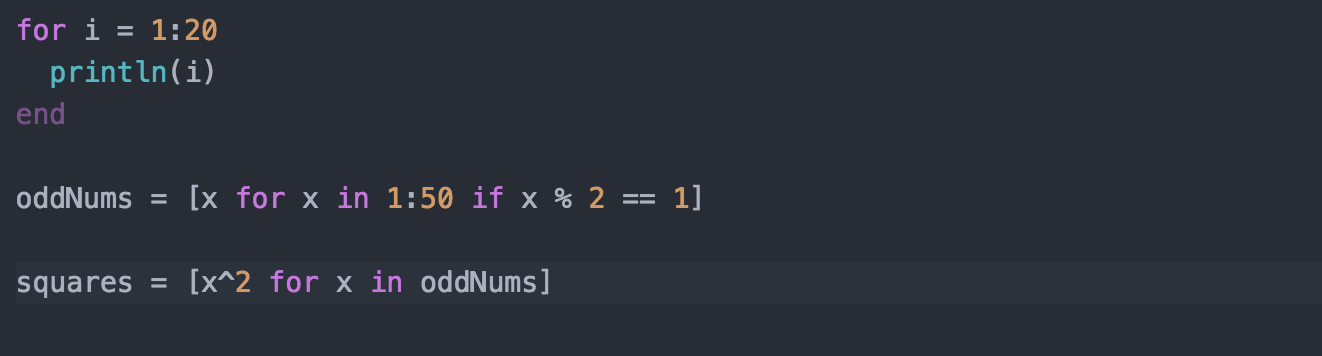 for i = 1:20
  println(i)
end
oddNums = [x for x in 1:50 if x % 2 == 1]
squares = [x^2 for x in oddNums]